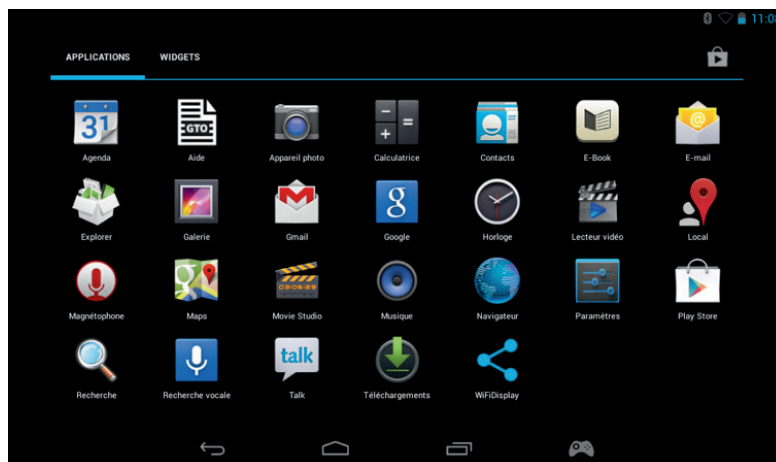 11:08
APPLICATIONS WIDGETS
31
GTO
Agenda Aide Appareil photo Calculatrice Contacts E-Book E-mail
g
Explorer Galerie Gmail Google Horloge Lecteur vidéo Local
g
Magnétophone Maps Movie Studio Musique Navigateur Paramètres Play Store
talk
Recherche Recherche vocale Talk Téléchargements WiFiDisplay